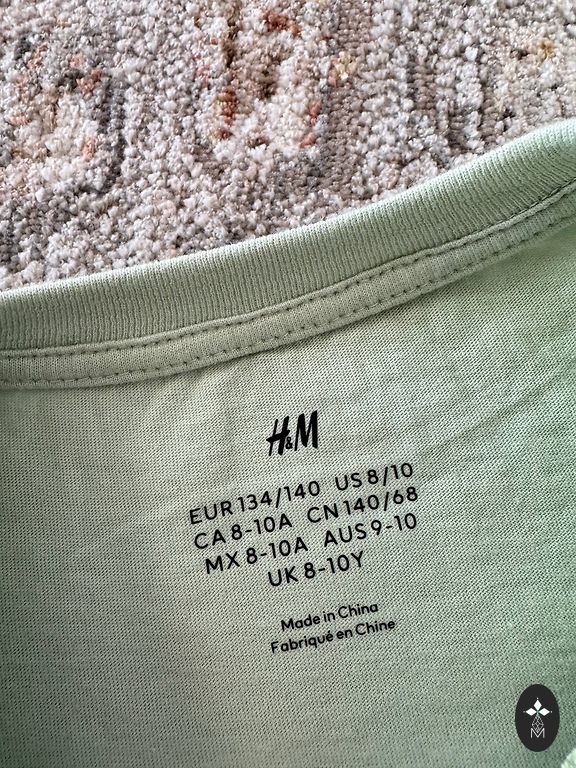 H&M
EUR 134/140 US 8/10
CA 8-10A CN 140/68
MX 8-10A AUS 9-10
UK 8-10Y
Made in China
Fabriqué en Chine
M